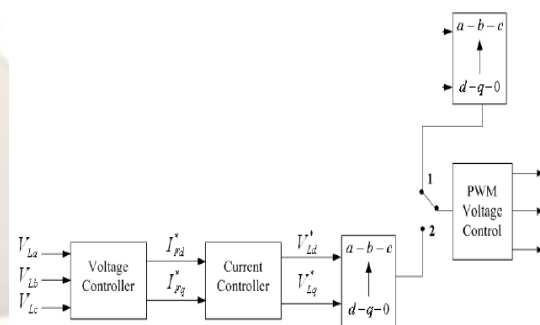 a-b-c
d-q-0
1
2
PWM
Voltage
Control
V_La
V_Lb
V_Lc
Voltage
Controller
I*_Fd
I*_Fq
Current
Controller
V*_Ld
V*_Lq
a-b-c
d-q-0